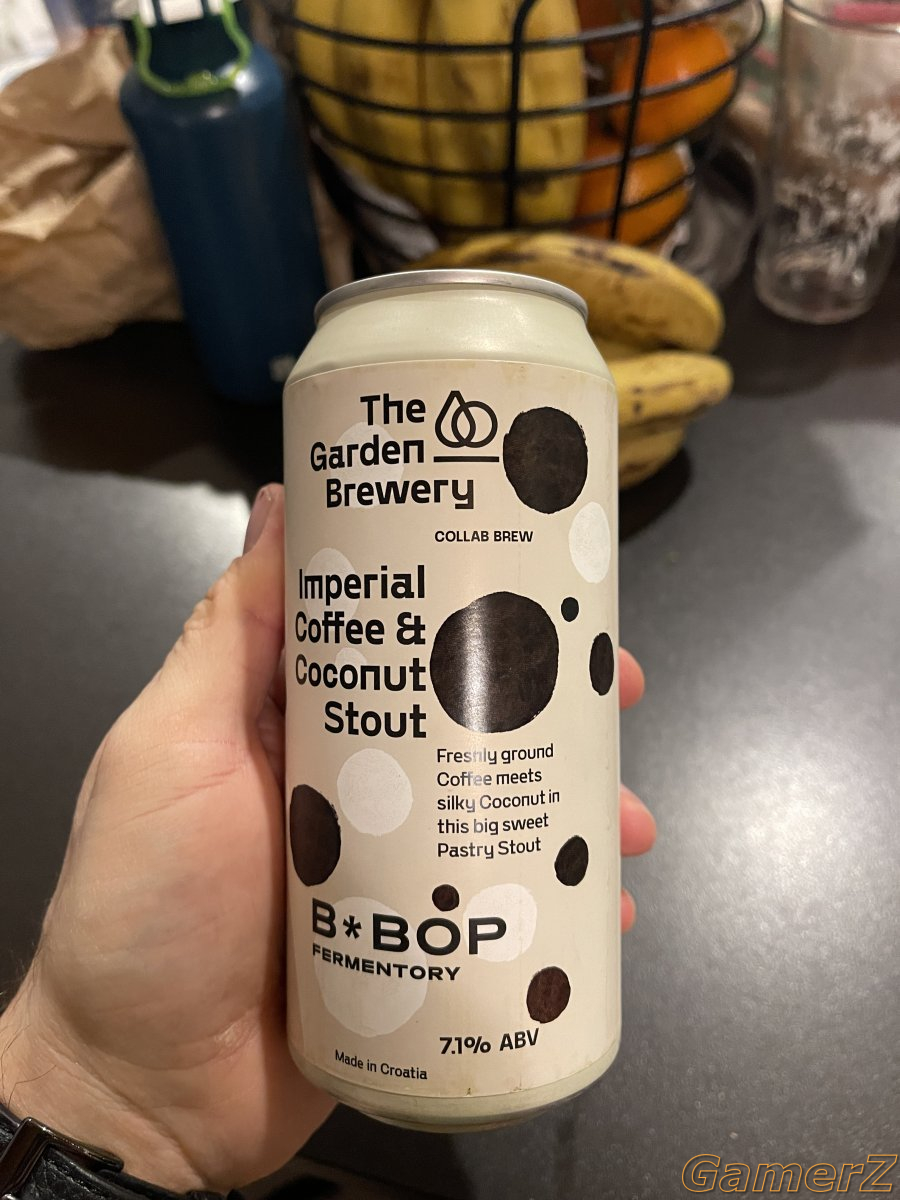 The
Garden
Brewery
COLLAB BREW
Imperial
Coffee &
Coconut
Stout
Freshly ground
Coffee meets
silky Coconut in
this big sweet
Pastry Stout
B*BOP
FERMENTORY
7.1% ABV
Made in Croatia
GamerZ